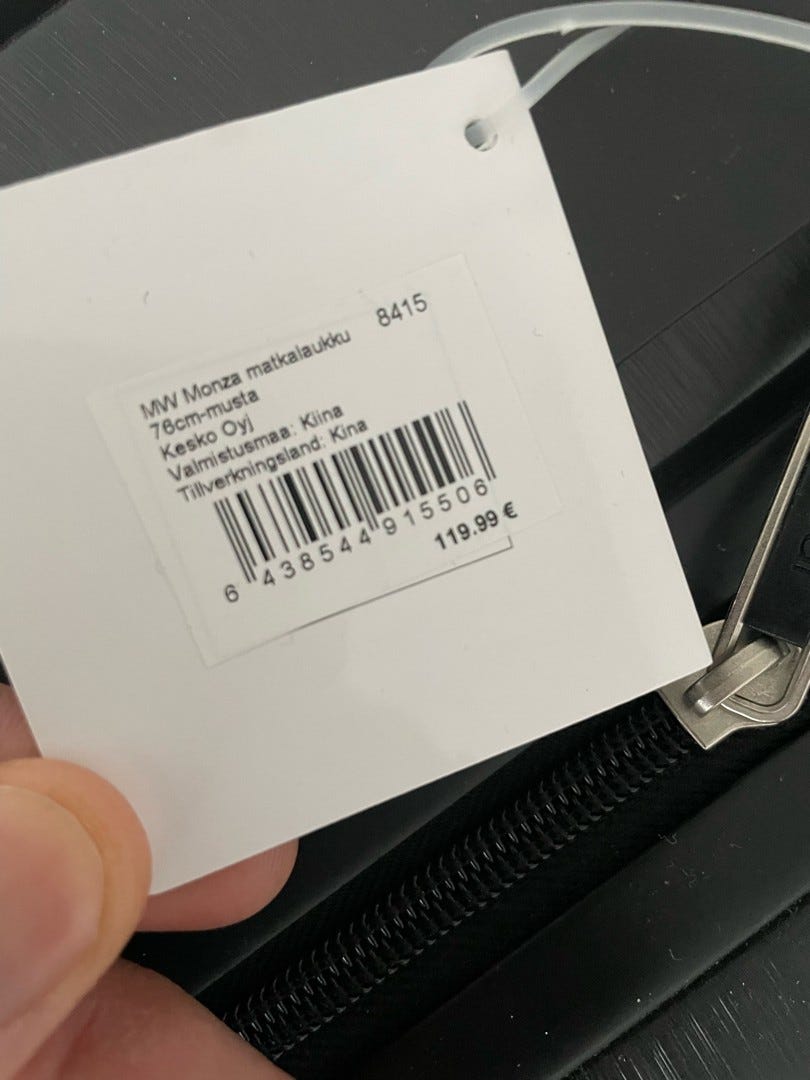 8415
MW Monza matkalaukku
76cm-musta
Kesko Oyj
Valmistusmaa: Kiina
Tillverkningsland: Kina
6 438544 915506
119.99 €